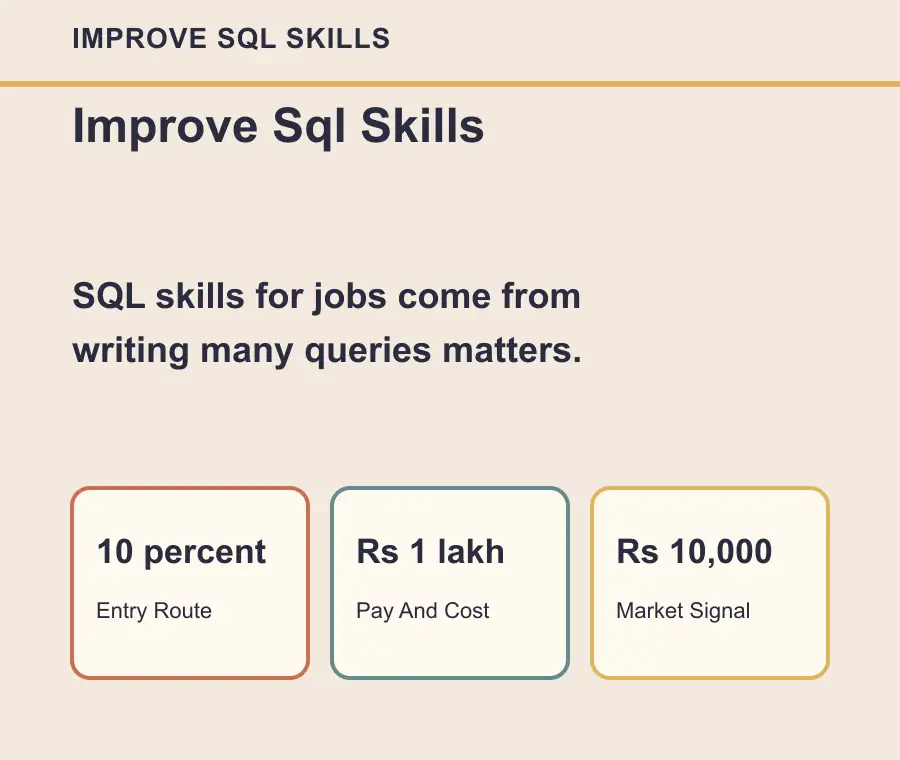 IMPROVE SQL SKILLS
Improve Sql Skills
SQL skills for jobs come from
writing many queries matters.
10 percent
Entry Route
Rs 1 lakh
Pay And Cost
Rs 10,000
Market Signal